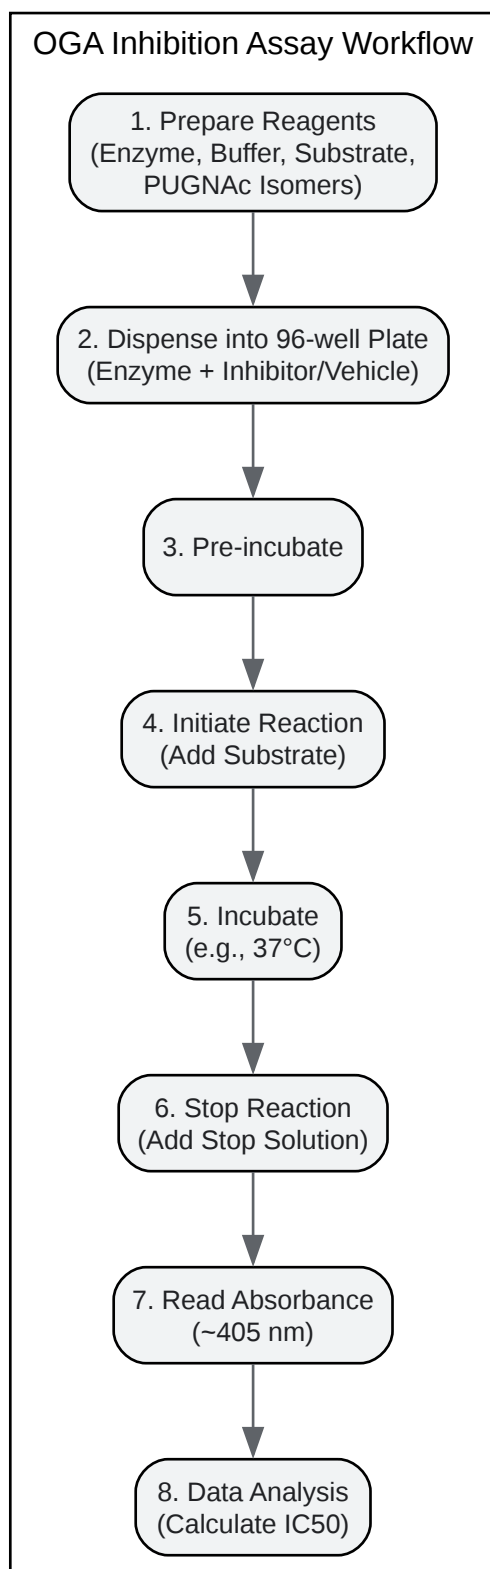 OGA Inhibition Assay Workflow
1. Prepare Reagents
(Enzyme, Buffer, Substrate,
PUGNAc Isomers)
2. Dispense into 96-well Plate
(Enzyme + Inhibitor/Vehicle)
3. Pre-incubate
4. Initiate Reaction
(Add Substrate)
5. Incubate
(e.g., 37°C)
6. Stop Reaction
(Add Stop Solution)
7. Read Absorbance
(~405 nm)
8. Data Analysis
(Calculate IC50)